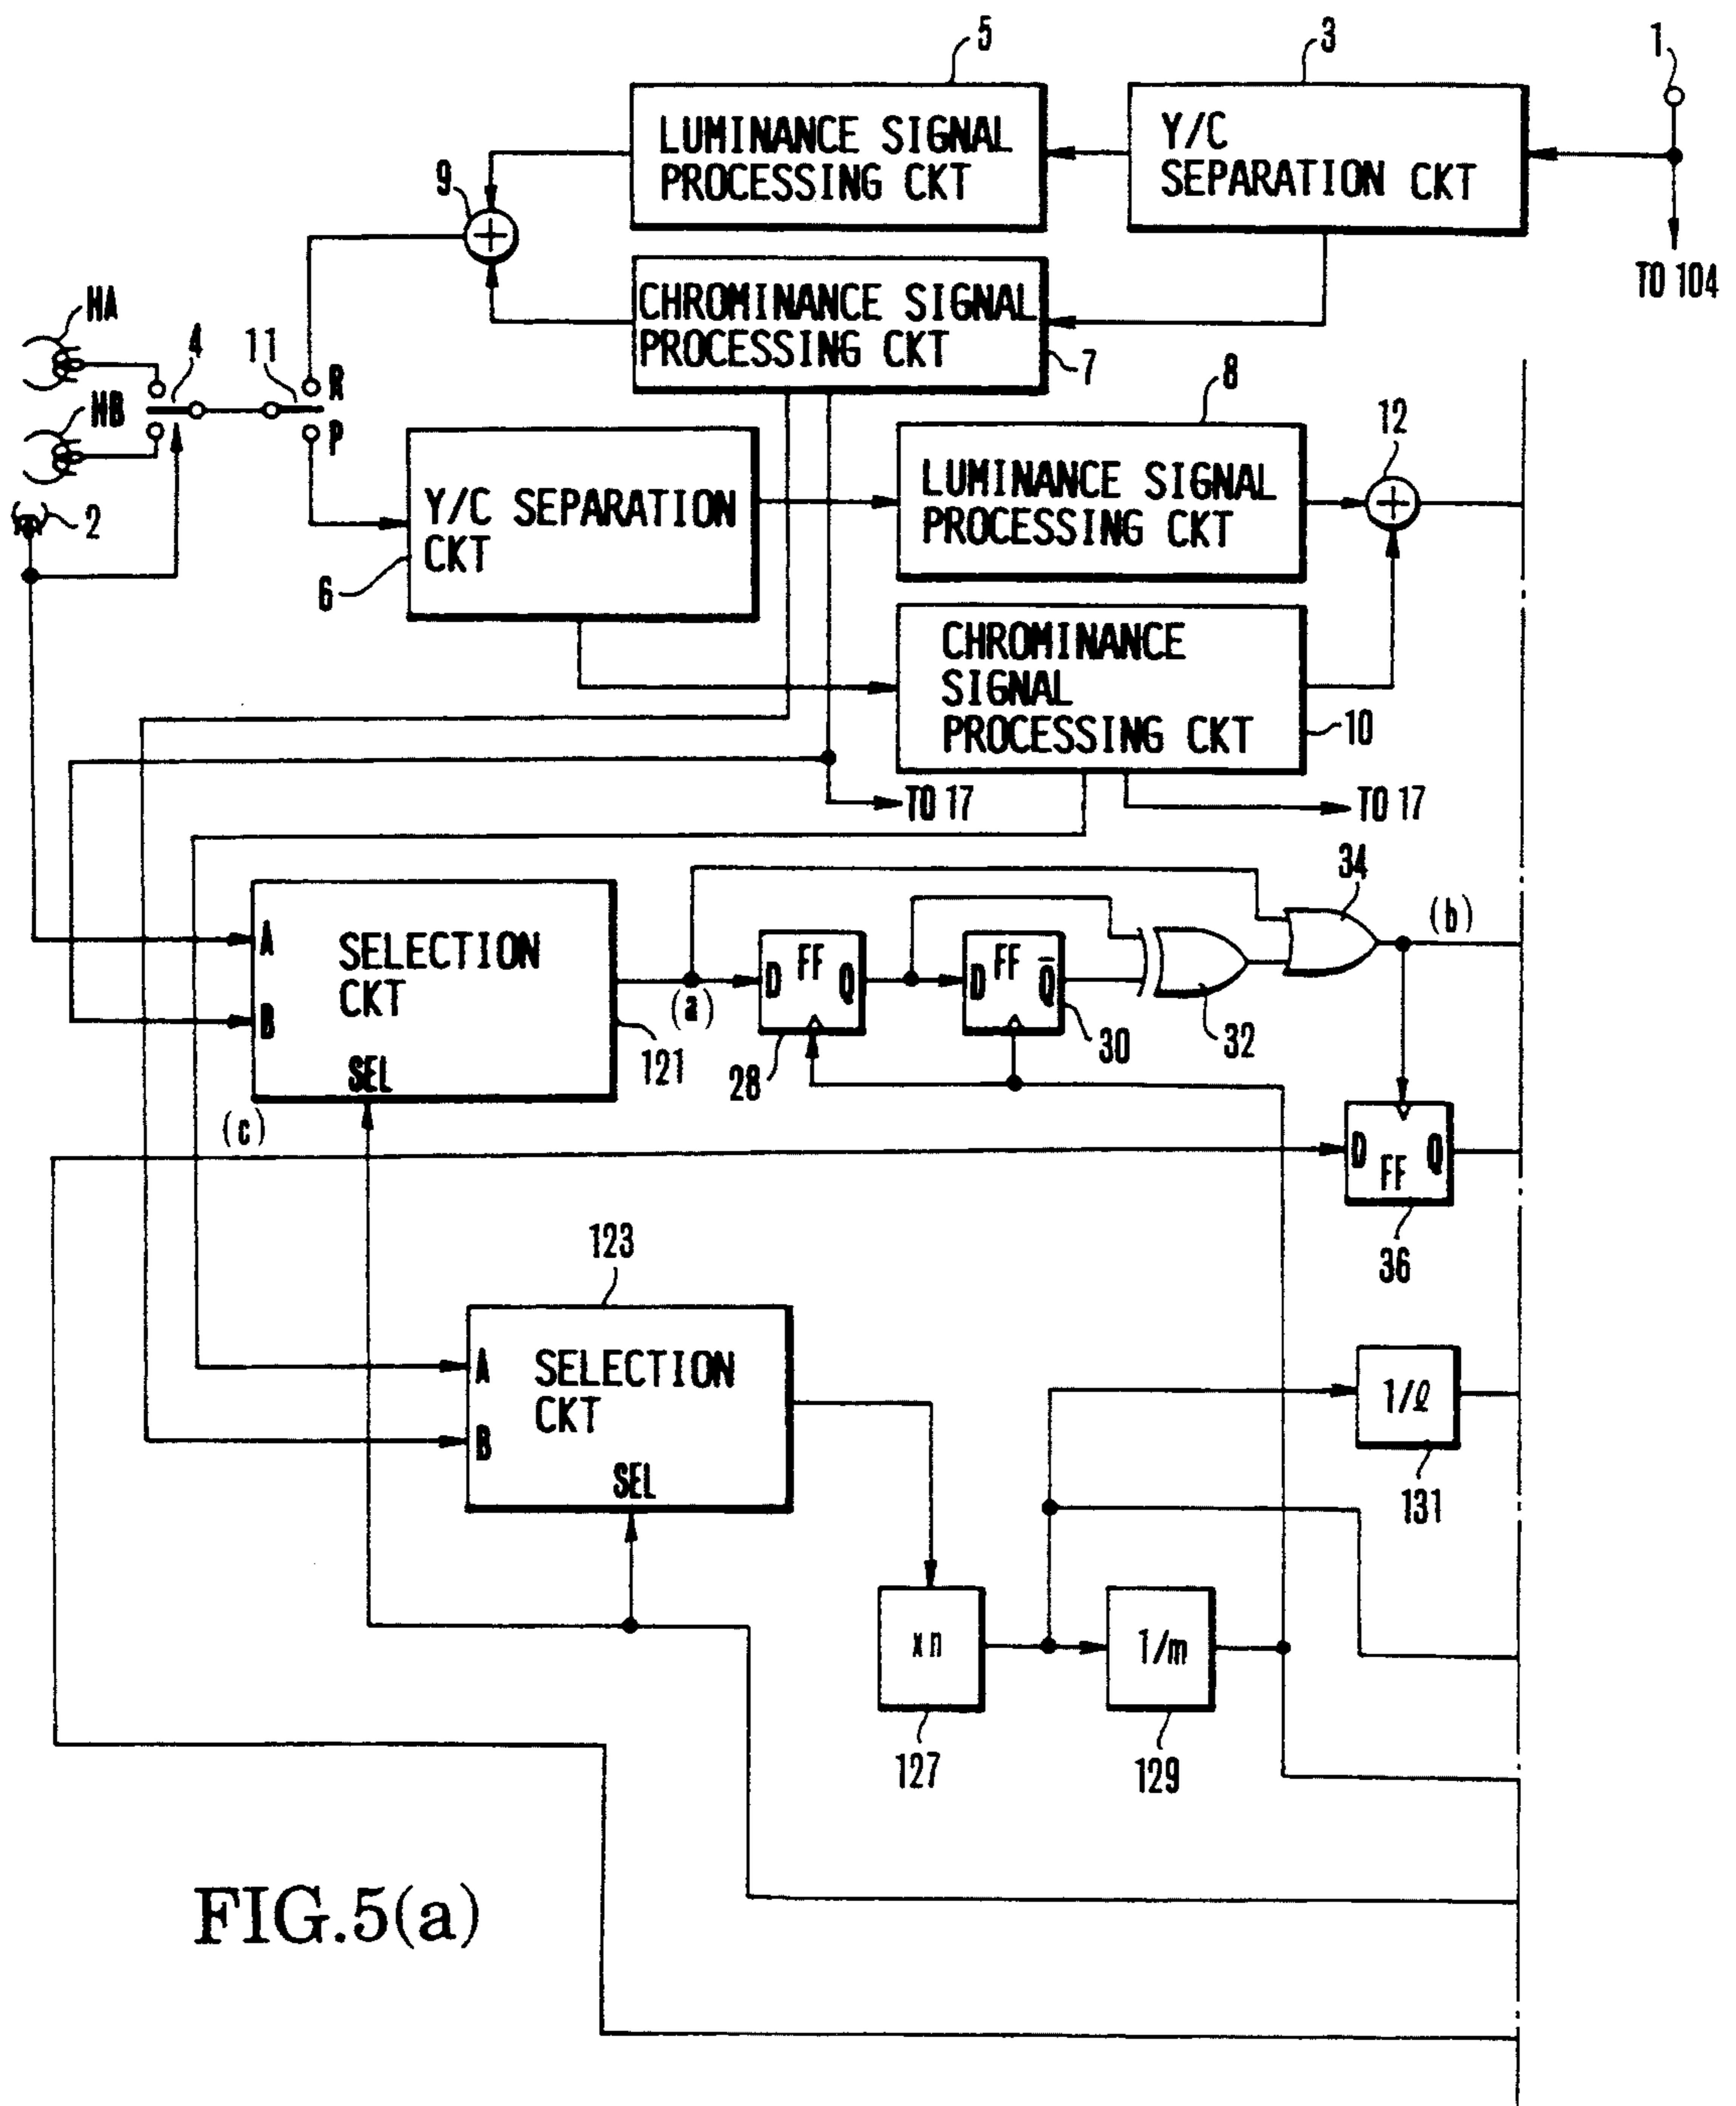 5
3
1
LUMINANCE SIGNAL
PROCESSING CKT
Y/C
SEPARATION CKT
9
TO 104
HA
4
11
R
CHROMINANCE SIGNAL
PROCESSING CKT
7
8
12
HB
P
2
Y/C SEPARATION
CKT
6
LUMINANCE SIGNAL
PROCESSING CKT
CHROMINANCE
SIGNAL
PROCESSING CKT
10
TO 17
TO 17
34
(b)
A
SELECTION
CKT
B
SEL
121
(a)
D FF Q
28
D FF Q̄
30
32
(c)
D Q
FF
36
123
A
SELECTION
CKT
B
SEL
1/ℓ
131
xn
127
1/m
129
FIG.5(a)